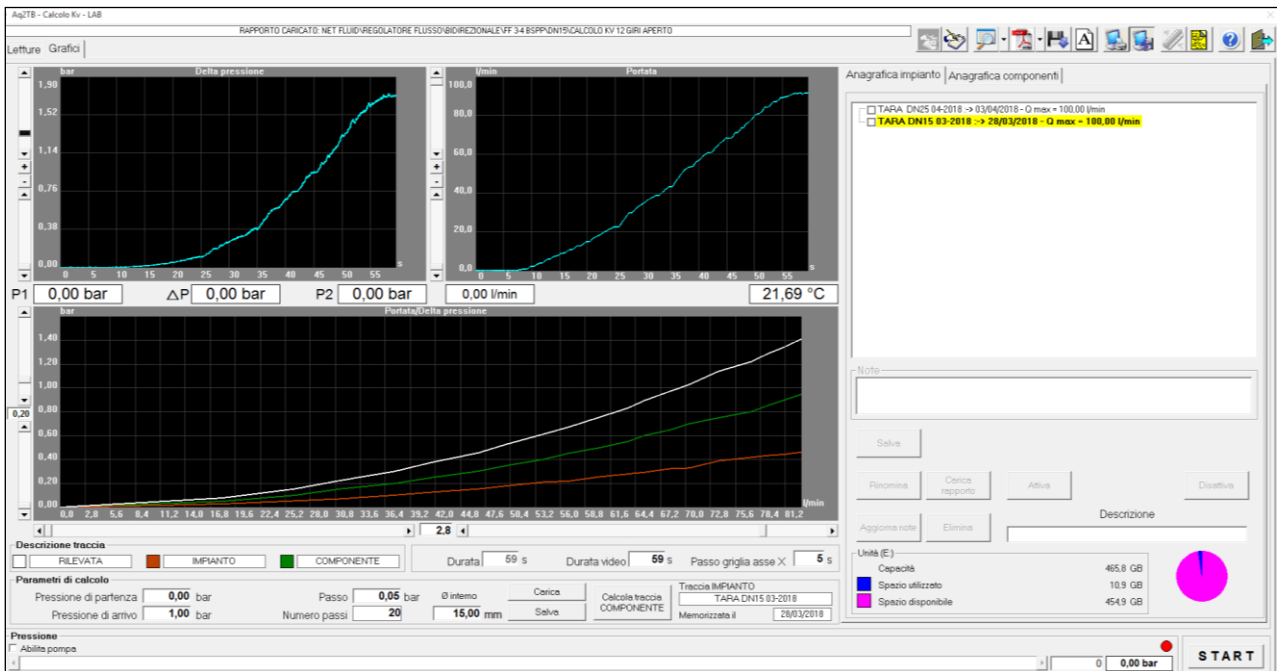 Aq2TB - Calcolo Kv - LAB
RAPPORTO CARICATO: NET FLUID\REGOLATORE FLUSSO\BIDIREZIONALE\FF 3-4 BSPP\DN15\CALCOLO KV 12 GIRI APERTO
Letture Grafici
bar Delta pressione
1,90
1,52
1,14
0,76
0,38
0,00
0 5 10 15 20 25 30 35 40 45 50 55 s
l/min Portata
100,0
80,0
60,0
40,0
20,0
0,0
0 5 10 15 20 25 30 35 40 45 50 55 s
P1 0,00 bar △P 0,00 bar P2 0,00 bar 0,00 l/min 21,69 °C
bar Portata/Delta pressione
1,40
1,20
1,00
0,80
0,60
0,40
0,20
0,00
0,20
l/min
0,0 2,8 5,6 8,4 11,2 14,0 16,8 19,6 22,4 25,2 28,0 30,8 33,6 36,4 39,2 42,0 44,8 47,6 50,4 53,2 56,0 58,8 61,6 64,4 67,2 70,0 72,8 75,6 78,4 81,2
2,8
Descrizione traccia
RILEVATA IMPIANTO COMPONENTE
Durata 59 s Durata video 59 s Passo griglia asse X 5 s
Parametri di calcolo
Pressione di partenza 0,00 bar Passo 0,05 bar
Pressione di arrivo 1,00 bar Numero passi 20
Ø interno
15,00 mm
Carica
Salva
Calcola traccia
COMPONENTE
Traccia IMPIANTO
TARA DN15 03-2018
Memorizzata il 28/03/2018
Pressione
Abilita pompa
0 0,00 bar
START
Anagrafica impianto Anagrafica componenti
TARA DN25 04-2018 :-> 03/04/2018 - Q max = 100,00 l/min
TARA DN15 03-2018 :-> 28/03/2018 - Q max = 100,00 l/min
Note
Salva
Rinomina Carica rapporto Attiva Disattiva
Aggiorna note Elimina Descrizione
Unità (E:)
Capacità 465,8 GB
Spazio utilizzato 10,9 GB
Spazio disponibile 454,9 GB